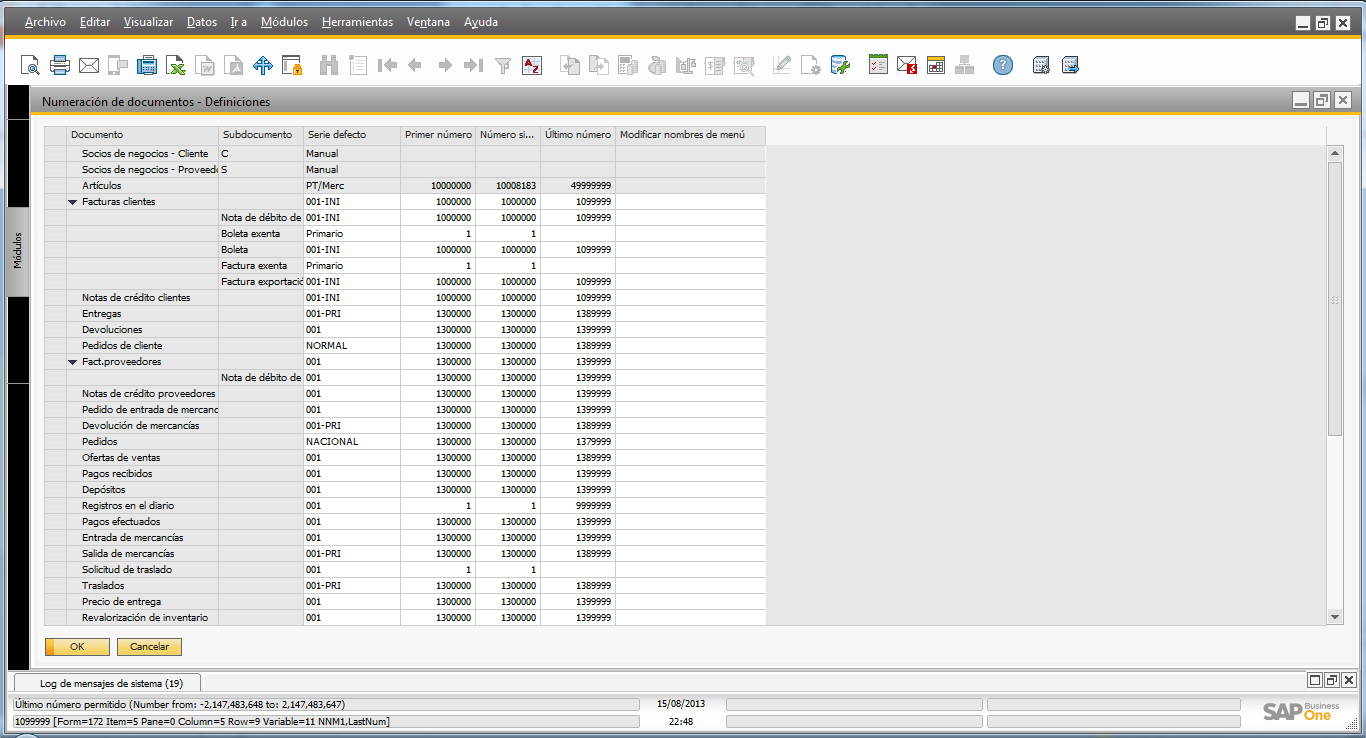 Archivo Editar Visualizar Datos Ir a Módulos Herramientas Ventana Ayuda
Numeración de documentos - Definiciones
Módulos
Documento Subdocumento Serie defecto Primer número Número si... Último número Modificar nombres de menú
Socios de negocios - Cliente C Manual
Socios de negocios - Proveedo S Manual
Artículos PT/Merc 10000000 10008183 49999999
Facturas clientes 001-INI 1000000 1000000 1099999
Nota de débito de 001-INI 1000000 1000000 1099999
Boleta exenta Primario 1 1
Boleta 001-INI 1000000 1000000 1099999
Factura exenta Primario 1 1
Factura exportació 001-INI 1000000 1000000 1099999
Notas de crédito clientes 001-INI 1000000 1000000 1099999
Entregas 001-PRI 1300000 1300000 1389999
Devoluciones 001 1300000 1300000 1399999
Pedidos de cliente NORMAL 1300000 1300000 1389999
Fact.proveedores 001 1300000 1300000 1399999
Nota de débito de 001 1300000 1300000 1399999
Notas de crédito proveedores 001 1300000 1300000 1399999
Pedido de entrada de mercanc 001 1300000 1300000 1399999
Devolución de mercancías 001-PRI 1300000 1300000 1389999
Pedidos NACIONAL 1300000 1300000 1379999
Ofertas de ventas 001 1300000 1300000 1389999
Pagos recibidos 001 1300000 1300000 1399999
Depósitos 001 1300000 1300000 1399999
Registros en el diario 001 1 1 9999999
Pagos efectuados 001 1300000 1300000 1399999
Entrada de mercancías 001 1300000 1300000 1399999
Salida de mercancías 001-PRI 1300000 1300000 1389999
Solicitud de traslado 001 1 1
Traslados 001-PRI 1300000 1300000 1389999
Precio de entrega 001 1300000 1300000 1399999
Revalorización de inventario 001 1300000 1300000 1399999
OK Cancelar
Log de mensajes de sistema (19)
Último número permitido (Number from: -2,147,483,648 to: 2,147,483,647) 15/08/2013
1099999 [Form=172 Item=5 Pane=0 Column=5 Row=9 Variable=11 NNM1,LastNum] 22:48
SAP Business One